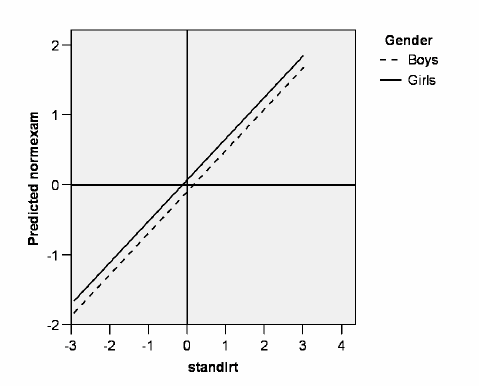 Gender
Boys
Girls
Predicted normexam
2
1
0
-1
-2
-3 -2 -1 0 1 2 3 4
standlrt